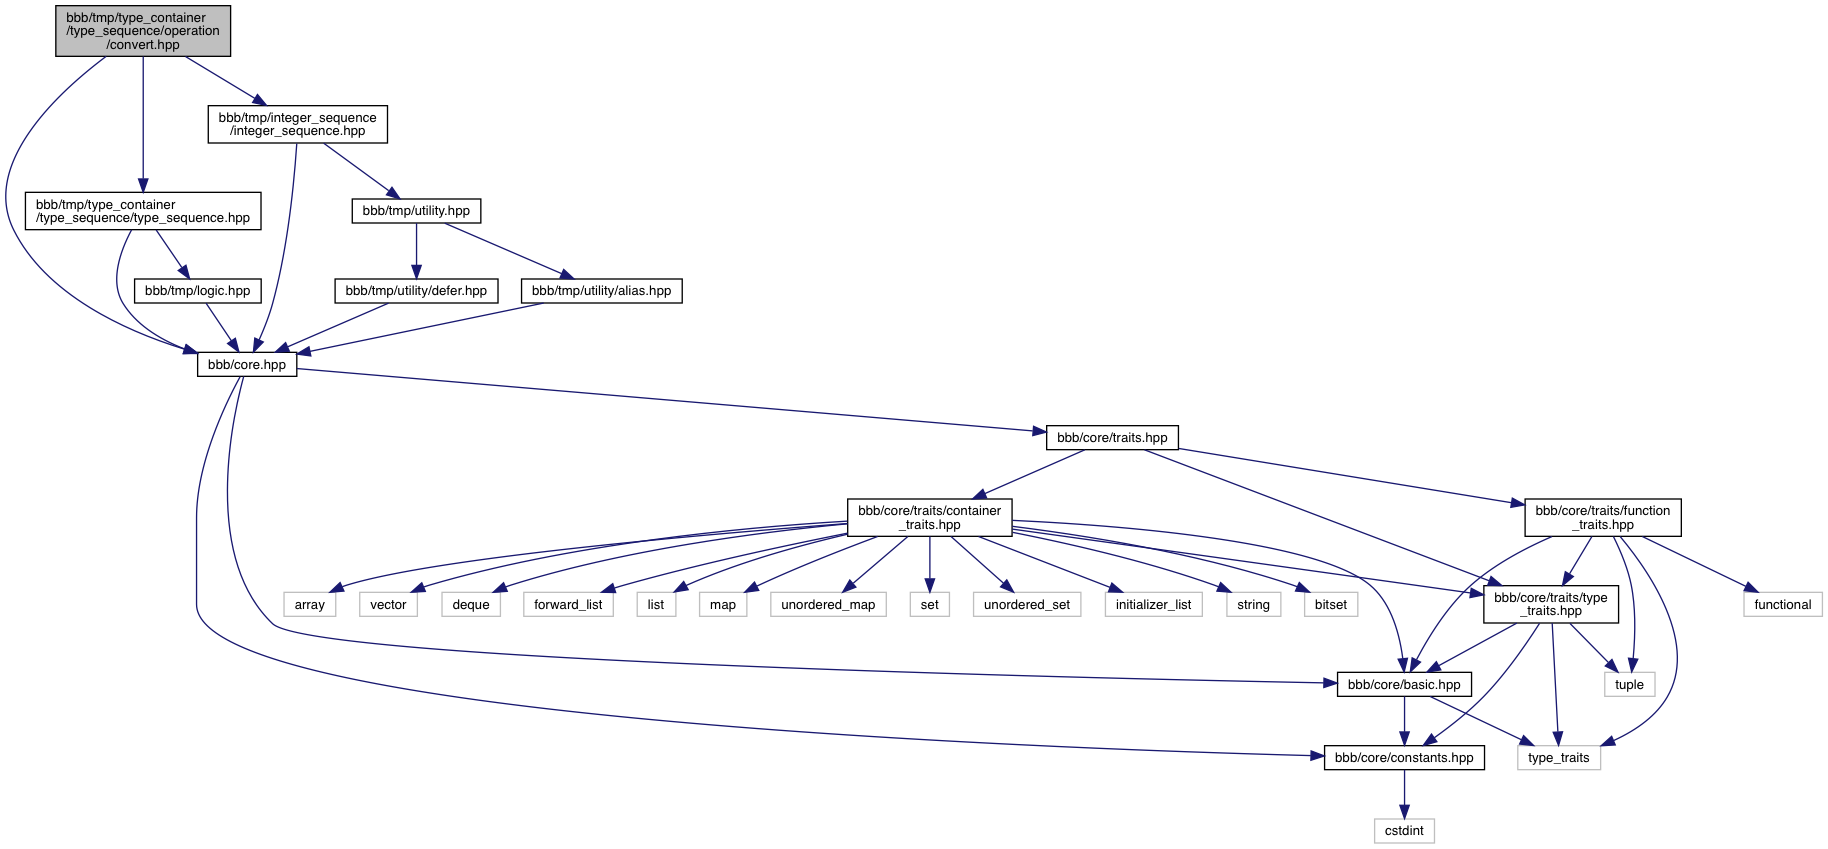 bbb/tmp/type_container
/type_sequence/operation
/convert.hpp
bbb/tmp/integer_sequence
/integer_sequence.hpp
bbb/tmp/type_container
/type_sequence/type_sequence.hpp
bbb/tmp/utility.hpp
bbb/tmp/logic.hpp
bbb/tmp/utility/defer.hpp
bbb/tmp/utility/alias.hpp
bbb/core.hpp
bbb/core/traits.hpp
bbb/core/traits/container
_traits.hpp
bbb/core/traits/function
_traits.hpp
array
vector
deque
forward_list
list
map
unordered_map
set
unordered_set
initializer_list
string
bitset
bbb/core/traits/type
_traits.hpp
functional
bbb/core/basic.hpp
tuple
bbb/core/constants.hpp
type_traits
cstdint